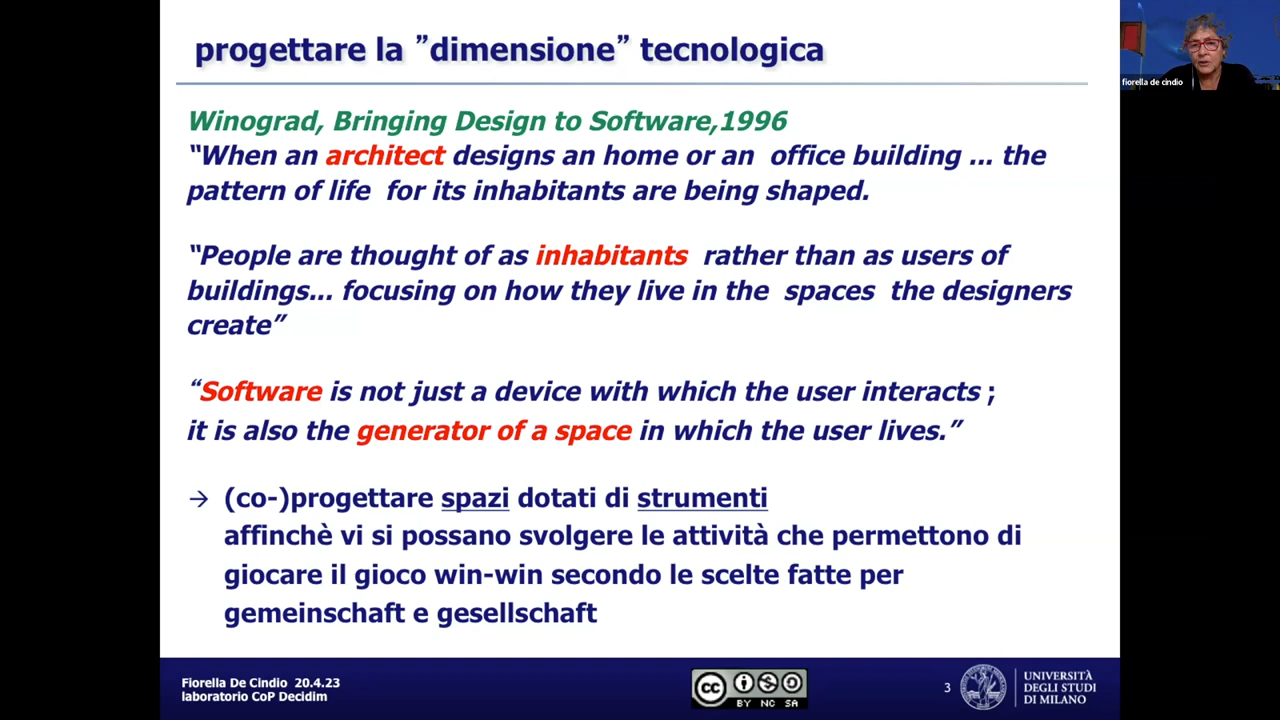 progettare la ”dimensione” tecnologica
fiorella de cindio
Winograd, Bringing Design to Software,1996
“When an architect designs an home or an office building ... the
pattern of life for its inhabitants are being shaped.
“People are thought of as inhabitants rather than as users of
buildings... focusing on how they live in the spaces the designers
create”
“Software is not just a device with which the user interacts ;
it is also the generator of a space in which the user lives.”
→ (co-)progettare spazi dotati di strumenti
affinchè vi si possano svolgere le attività che permettono di
giocare il gioco win-win secondo le scelte fatte per
gemeinschaft e gesellschaft
Fiorella De Cindio 20.4.23
laboratorio CoP Decidim
cc
BY NC SA
3
UNIVERSITÀ
DEGLI STUDI
DI MILANO